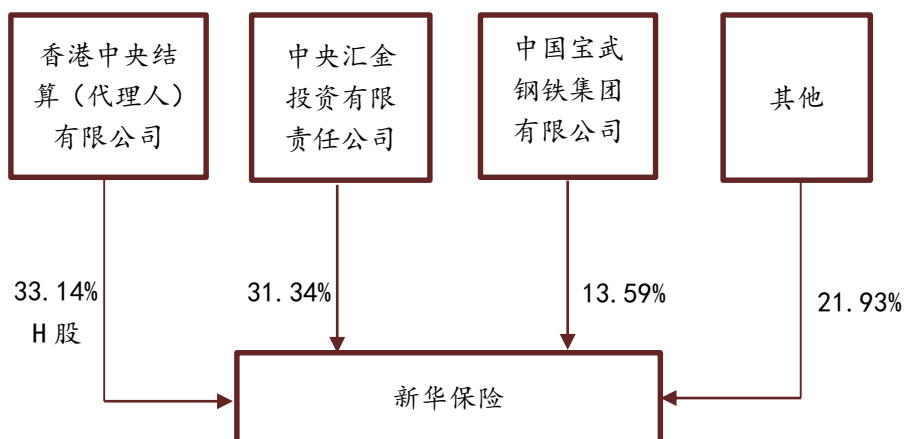 香港中央结
算（代理人）
有限公司
中央汇金
投资有限
责任公司
中国宝武
钢铁集团
有限公司
其他
33.14%
H 股
31.34%
13.59%
21.93%
新华保险